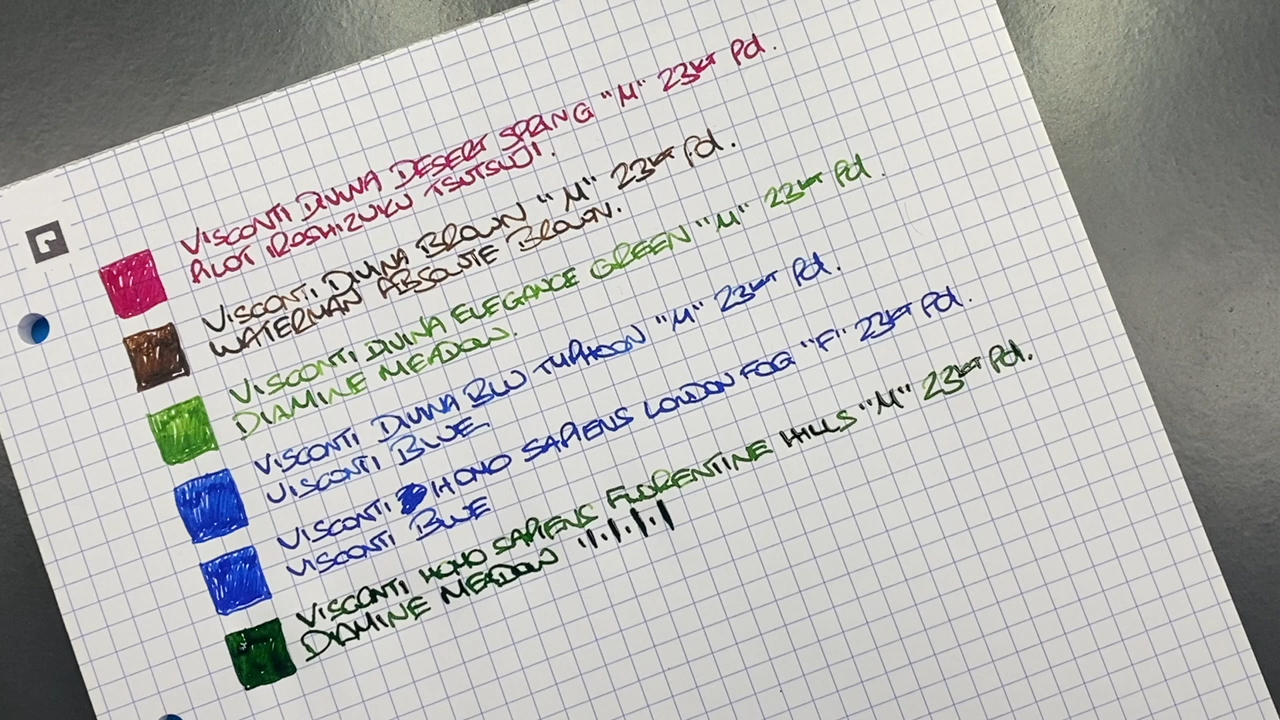 VISCONTI DIVINA DESERT SPRING "M" 23kt Pd.
PILOT IROSHIZUKU TSUTSUJI.
VISCONTI DIVINA BROWN "M" 23kt Pd.
WATERMAN ABSOLUTE BROWN.
VISCONTI DIVINA ELEGANCE GREEN "M" 23kt Pd.
DIAMINE MEADOW.
VISCONTI DIVINA BLU TYPHOON "M" 23kt Pd.
VISCONTI BLUE
VISCONTI HOMO SAPIENS LONDON FOG "F" 23kt Pd.
VISCONTI BLUE
VISCONTI HOMO SAPIENS FLORENTINE HILLS "M" 23kt Pd.
DIAMINE MEADOW